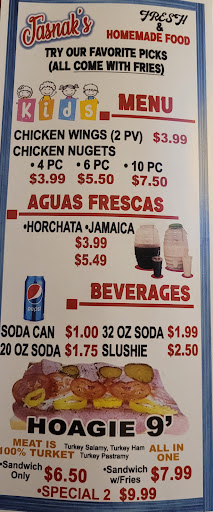 Jasnak's
FRESH
&
HOMEMADE FOOD
TRY OUR FAVORITE PICKS
(ALL COME WITH FRIES)
Kids MENU
CHICKEN WINGS (2 PV) $3.99
CHICKEN NUGETS
• 4 PC • 6 PC • 10 PC
$3.99 $5.50 $7.50
AGUAS FRESCAS
•HORCHATA •JAMAICA
$3.99
$5.49
BEVERAGES
pepsi
SODA CAN $1.00 32 OZ SODA $1.99
20 OZ SODA $1.75 SLUSHIE $2.50
HOAGIE 9'
MEAT IS
100% TURKET
Turkey Salamy, Turkey Ham
Turkey Pastramy
ALL IN
ONE
•Sandwich
Only $6.50
•Sandwich
w/Fries $7.99
•SPECIAL 2 $9.99